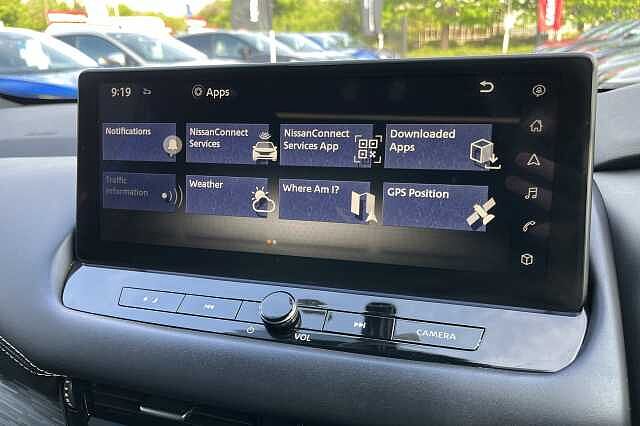 9:19 Apps
Notifications
NissanConnect
Services
NissanConnect
Services App
Downloaded
Apps
Traffic
Information
Weather
Where Am I?
GPS Position
VOL
CAMERA